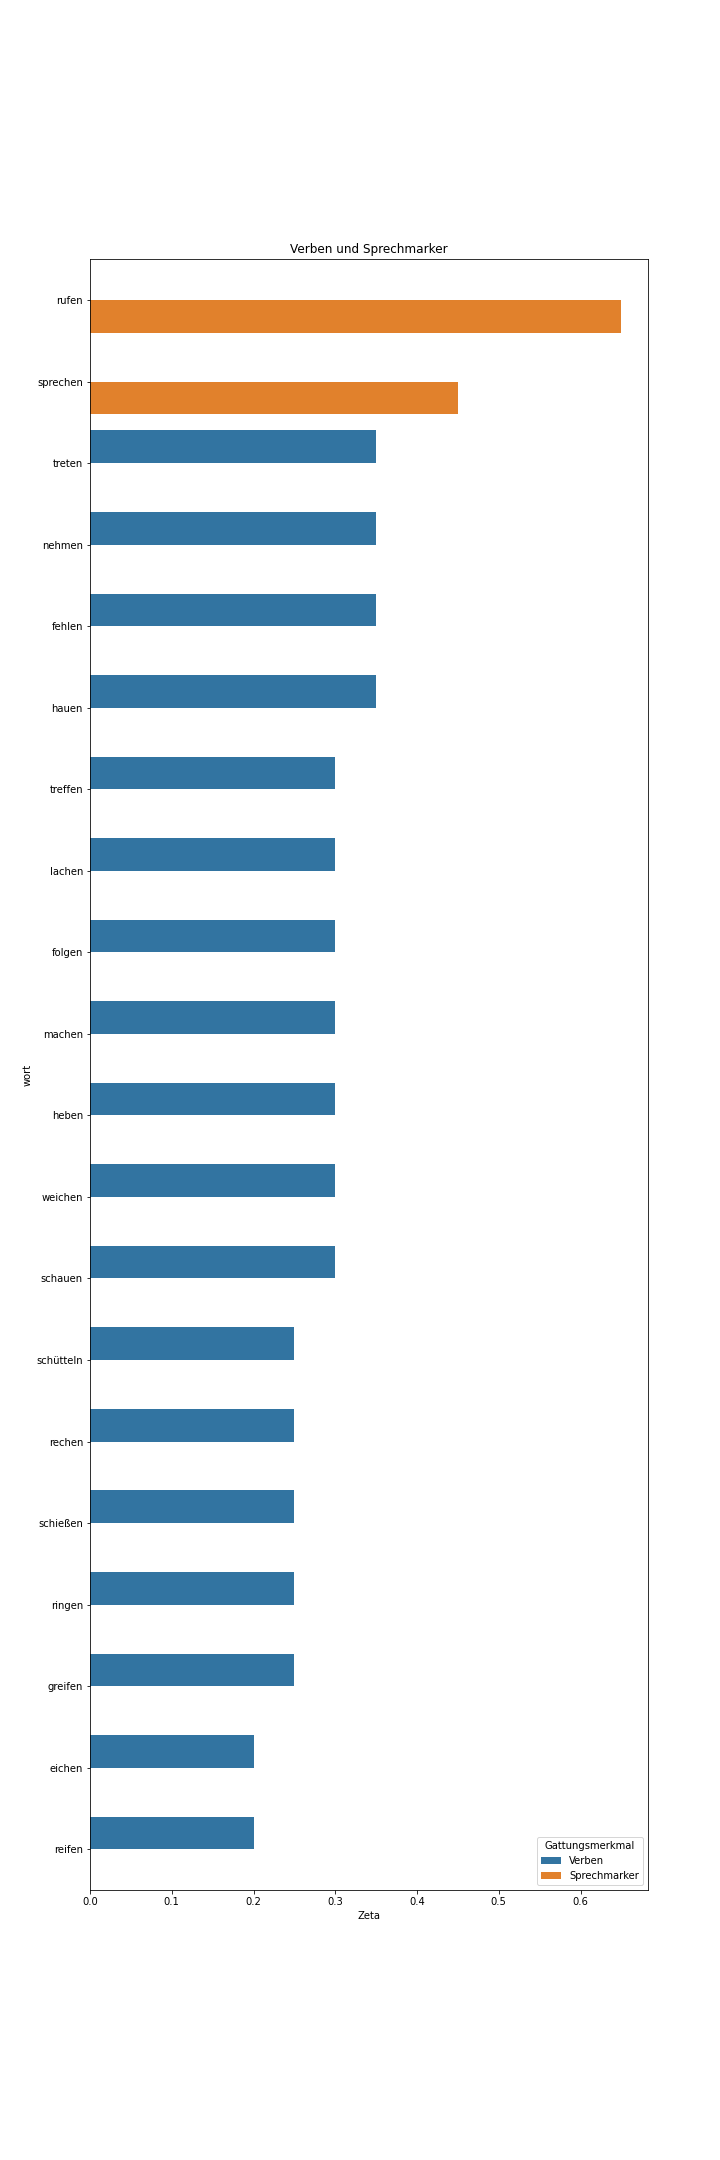 Verben und Sprechmarker
rufen
sprechen
treten
nehmen
fehlen
hauen
treffen
lachen
folgen
machen
heben
weichen
schauen
schütteln
rechen
schießen
ringen
greifen
eichen
reifen
wort
0.0 0.1 0.2 0.3 0.4 0.5 0.6
Zeta
Gattungsmerkmal
Verben
Sprechmarker